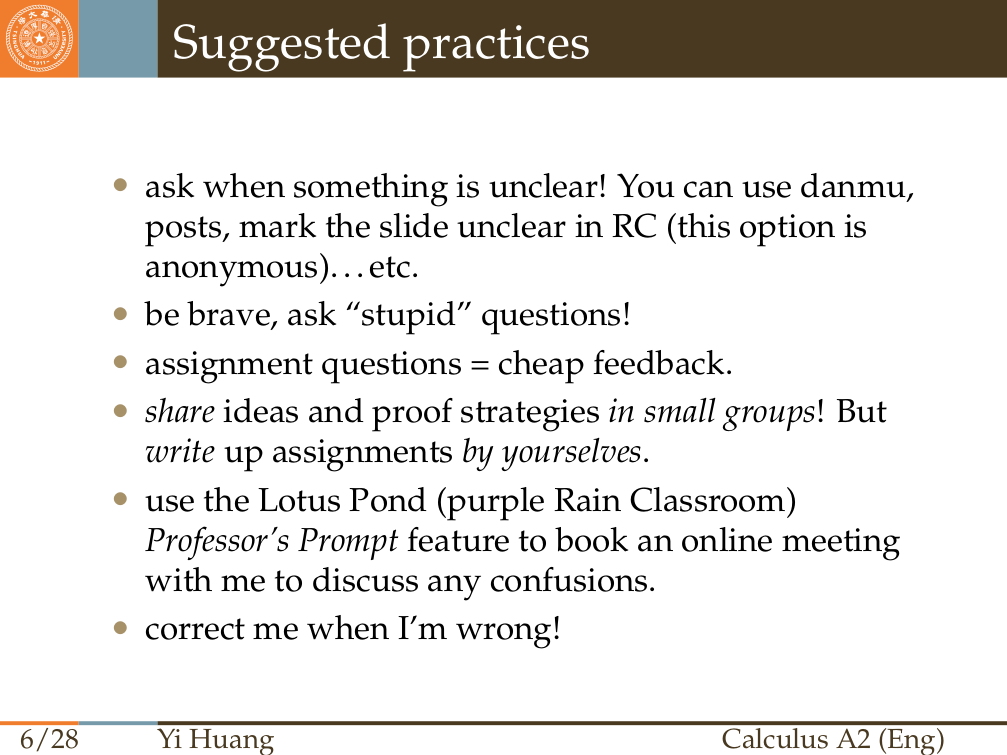 Suggested practices
• ask when something is unclear! You can use danmu,
posts, mark the slide unclear in RC (this option is
anonymous)...etc.
• be brave, ask “stupid” questions!
• assignment questions = cheap feedback.
• share ideas and proof strategies in small groups! But
write up assignments by yourselves.
• use the Lotus Pond (purple Rain Classroom)
Professor’s Prompt feature to book an online meeting
with me to discuss any confusions.
• correct me when I’m wrong!
6/28 Yi Huang Calculus A2 (Eng)